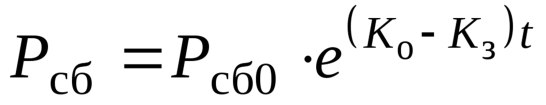 Pсб = Pсб0 · e^(Kо - Kз)t